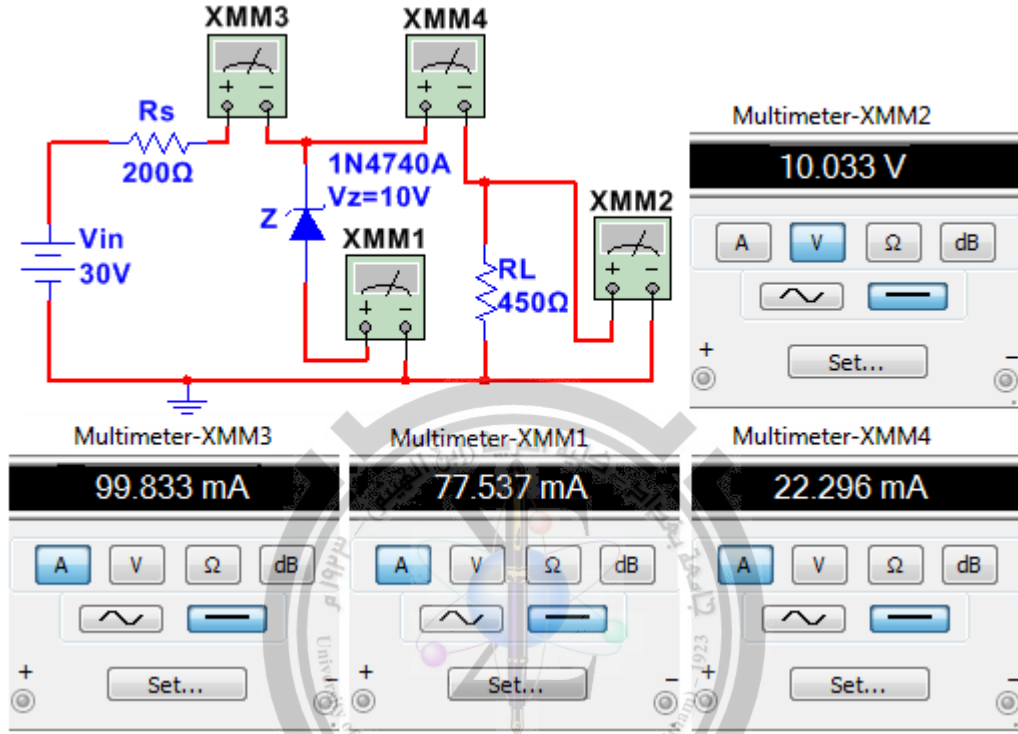 XMM3
XMM4
Rs
200Ω
Multimeter-XMM2
10.033 V
1N4740A
Vz=10V
Z
XMM1
XMM2
Vin
30V
RL
450Ω
+ −
+ −
+ −
+ −
A V Ω dB
+ Set... −
Multimeter-XMM3
Multimeter-XMM1
Multimeter-XMM4
99.833 mA
77.537 mA
22.296 mA
A V Ω dB
A V Ω dB
A V Ω dB
+ Set... −
+ Set... −
+ Set... −
1923